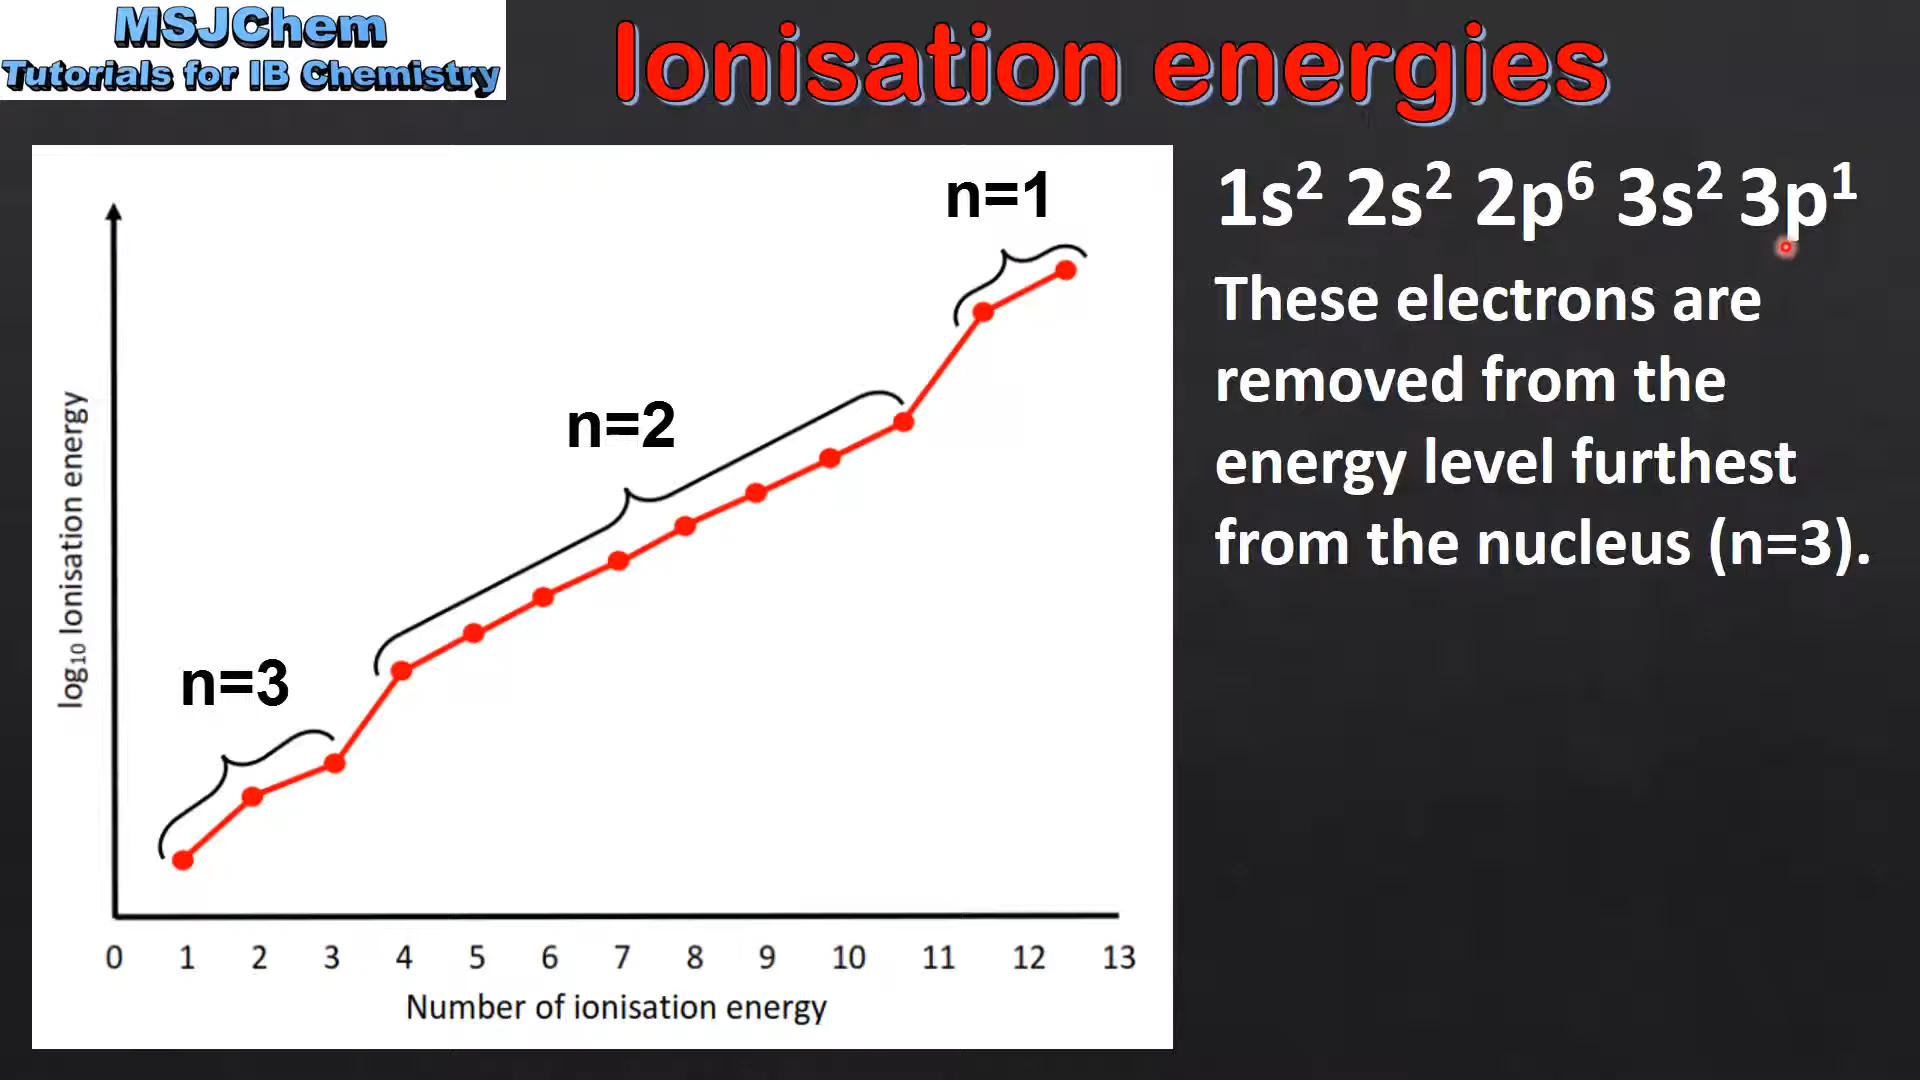 MSJChem
Tutorials for IB Chemistry
Ionisation energies
1s² 2s² 2p⁶ 3s² 3p¹
These electrons are
removed from the
energy level furthest
from the nucleus (n=3).
n=1
n=2
n=3
log₁₀ Ionisation energy
0 1 2 3 4 5 6 7 8 9 10 11 12 13
Number of ionisation energy